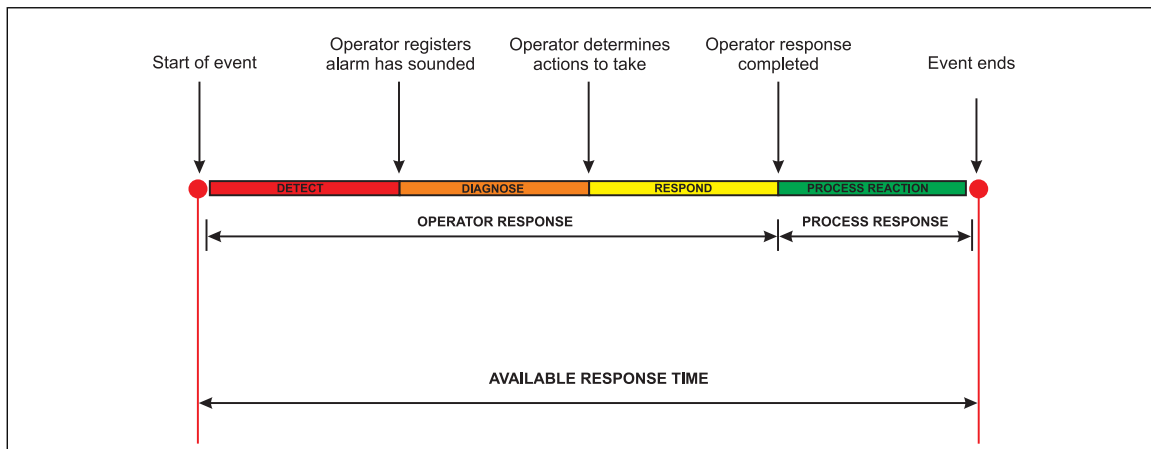 Start of event
Operator registers
alarm has sounded
Operator determines
actions to take
Operator response
completed
Event ends
DETECT
DIAGNOSE
RESPOND
PROCESS REACTION
OPERATOR RESPONSE
PROCESS RESPONSE
AVAILABLE RESPONSE TIME